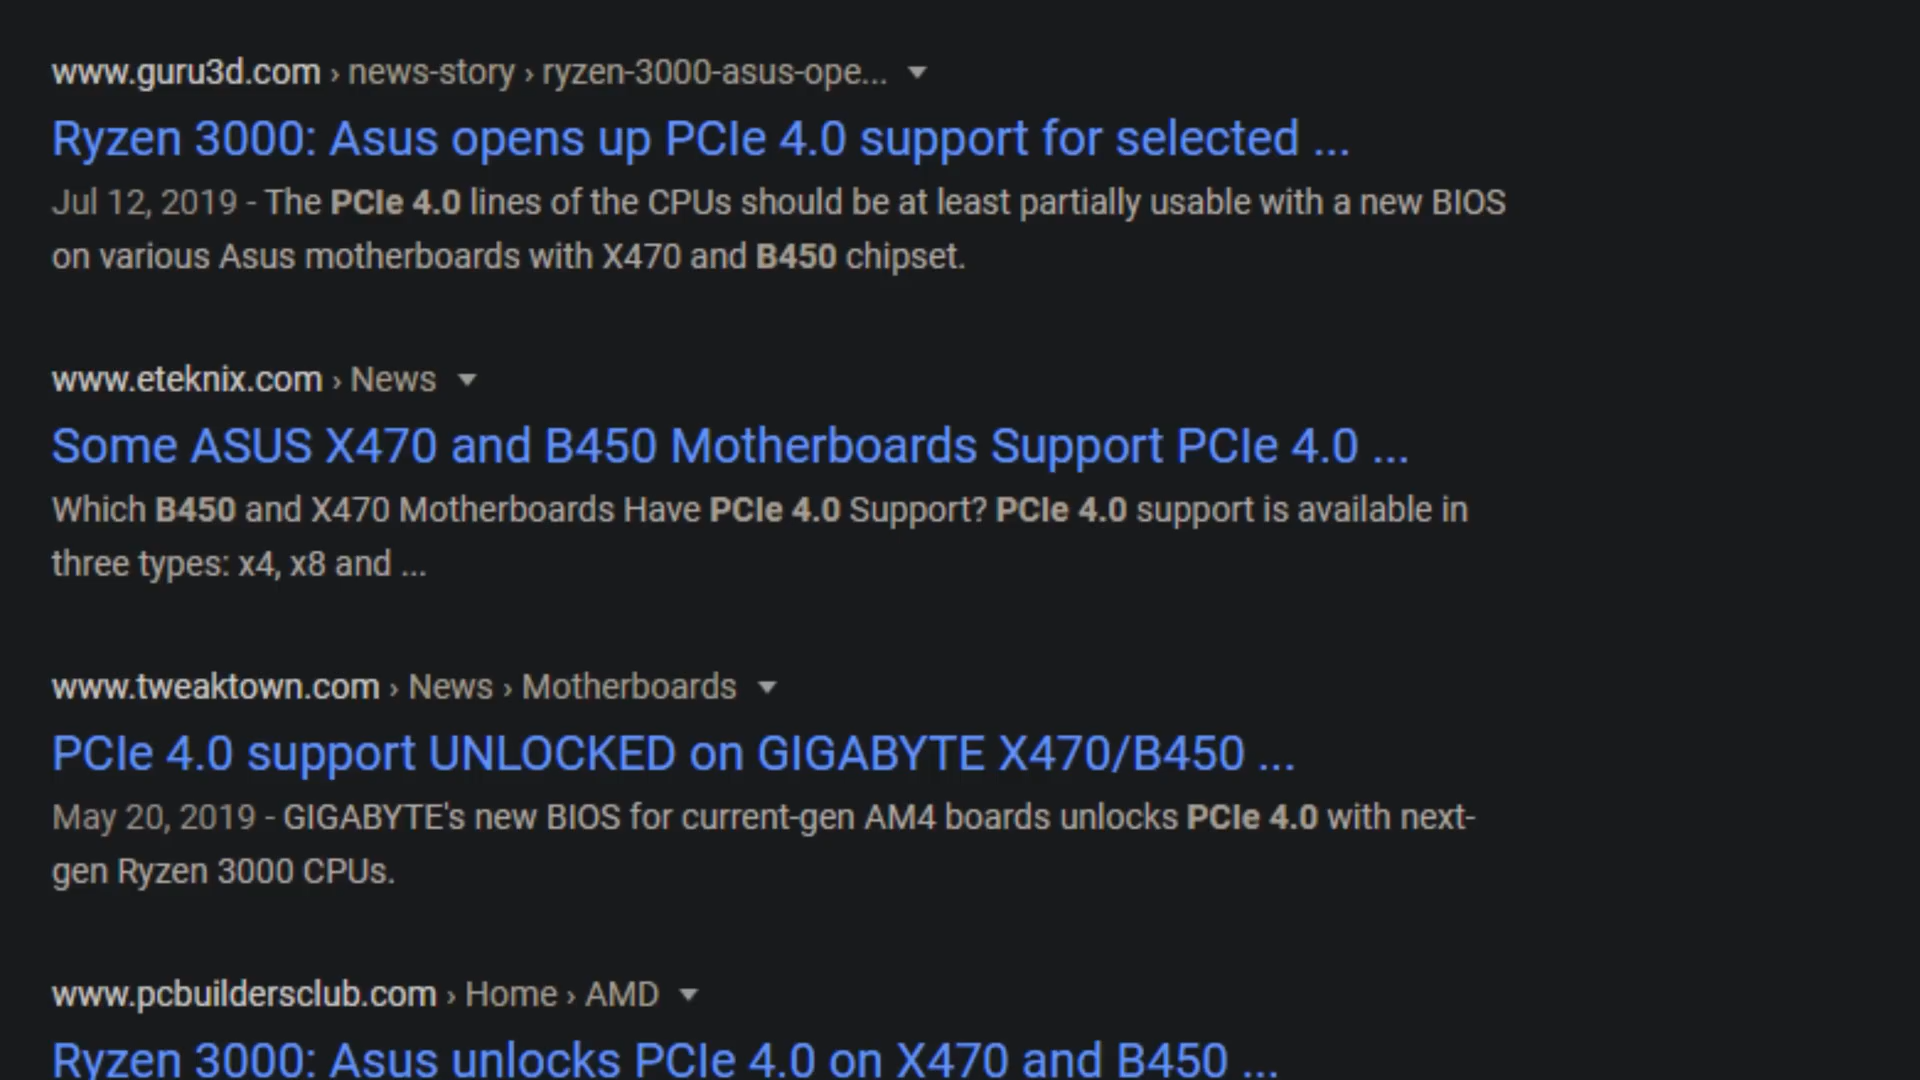 www.guru3d.com › news-story › ryzen-3000-asus-ope...
Ryzen 3000: Asus opens up PCIe 4.0 support for selected ...
Jul 12, 2019 - The PCIe 4.0 lines of the CPUs should be at least partially usable with a new BIOS
on various Asus motherboards with X470 and B450 chipset.
www.eteknix.com › News
Some ASUS X470 and B450 Motherboards Support PCIe 4.0 ...
Which B450 and X470 Motherboards Have PCIe 4.0 Support? PCIe 4.0 support is available in
three types: x4, x8 and ...
www.tweaktown.com › News › Motherboards
PCIe 4.0 support UNLOCKED on GIGABYTE X470/B450 ...
May 20, 2019 - GIGABYTE's new BIOS for current-gen AM4 boards unlocks PCIe 4.0 with next-
gen Ryzen 3000 CPUs.
www.pcbuildersclub.com › Home › AMD
Ryzen 3000: Asus unlocks PCIe 4.0 on X470 and B450 ...